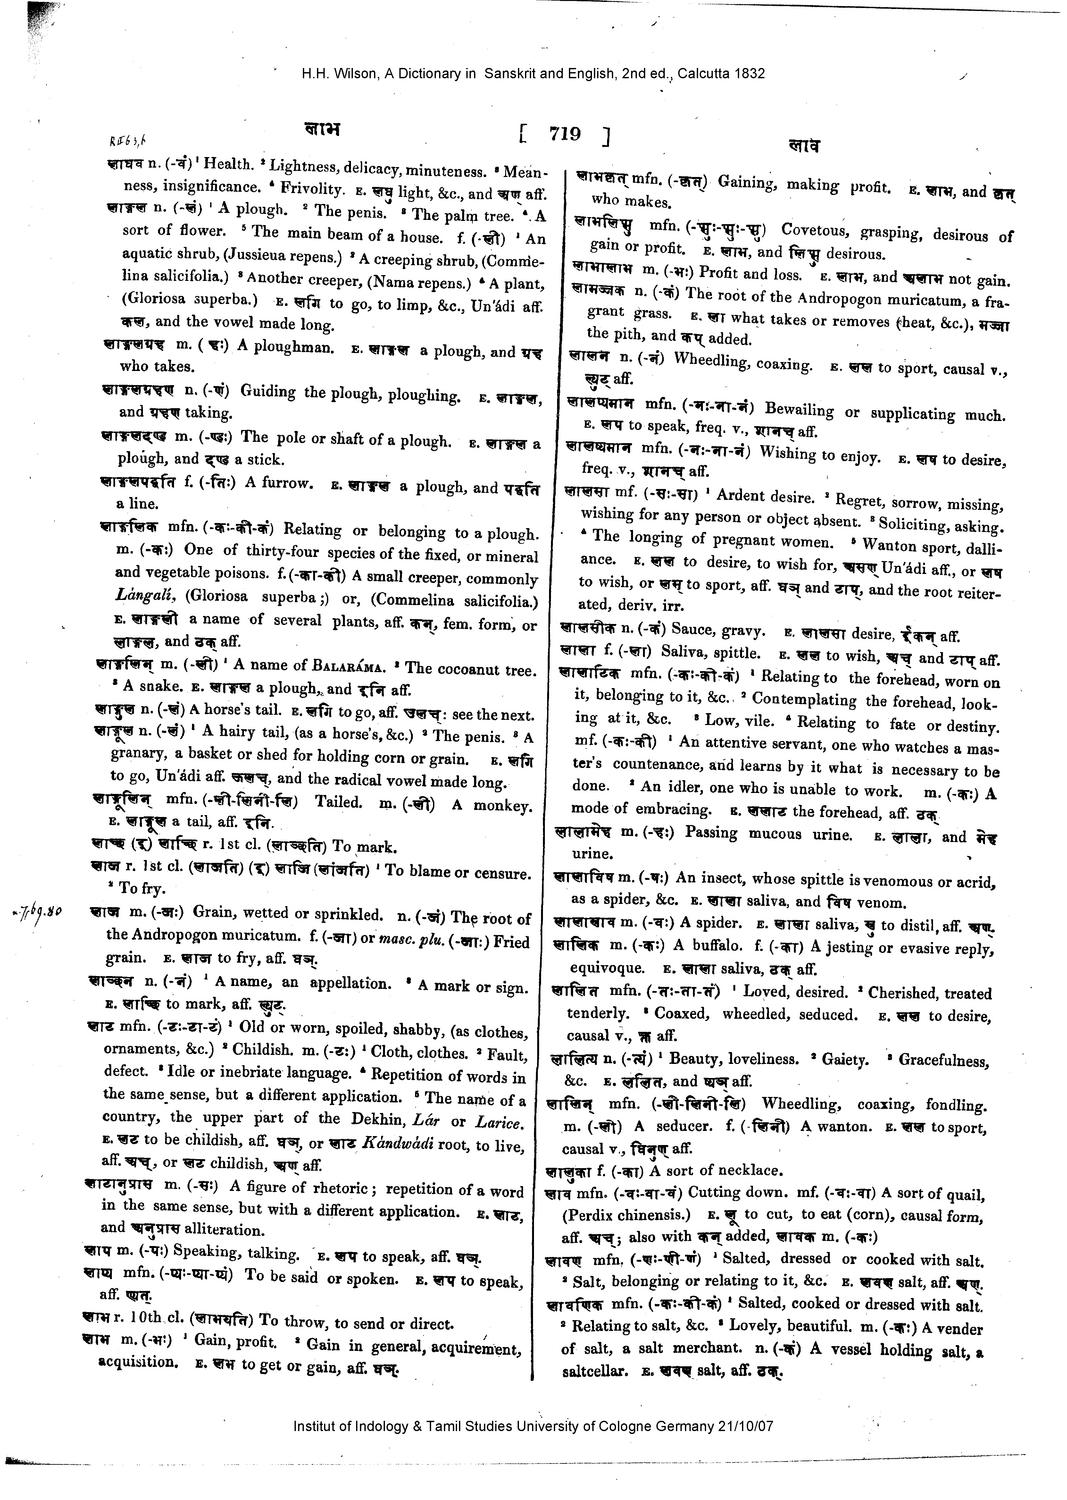 H.H. Wilson, A Dictionary in Sanskrit and English, 2nd ed., Calcutta 1832
लाभ
[ 719 ]
लाव
लाघव n. (-वं) ¹ Health. ² Lightness, delicacy, minuteness. ³ Mean-
ness, insignificance. ⁴ Frivolity. E. लघु light, &c., and अण् aff.
लाङ्गल n. (-लं) ¹ A plough. ² The penis. ³ The palm tree. ⁴ A
sort of flower. ⁵ The main beam of a house. f. (-ली) ¹ An
aquatic shrub, (Jussieua repens.) ² A creeping shrub, (Comme-
lina salicifolia.) ³ Another creeper, (Nama repens.) ⁴ A plant,
(Gloriosa superba.) E. लगि to go, to limp, &c., Un'ádi aff.
कल, and the vowel made long.
लाङ्गलग्रह m. ( हः) A ploughman. E. लाङ्गल a plough, and ग्रह
who takes.
लाङ्गलग्रहण n. (-णं) Guiding the plough, ploughing. E. लाङ्गल,
and ग्रहण taking.
लाङ्गलदण्ड m. (-ण्डः) The pole or shaft of a plough. E. लाङ्गल a
plough, and दण्ड a stick.
लाङ्गलपद्धति f. (-तिः) A furrow. E. लाङ्गल a plough, and पद्धति
a line.
लाङ्गलिक mfn. (-कः-की-कं) Relating or belonging to a plough.
m. (-कः) One of thirty-four species of the fixed, or mineral
and vegetable poisons. f. (-का-की) A small creeper, commonly
Lángalí, (Gloriosa superba ;) or, (Commelina salicifolia.)
E. लाङ्गली a name of several plants, aff. कन्, fem. form, or
लाङ्गल, and ठक् aff.
लाङ्गलिन् m. (-ली) ¹ A name of BALARÁMA. ² The cocoanut tree.
³ A snake. E. लाङ्गल a plough, and इनि aff.
लाङ्गुल n. (-लं) A horse's tail. E. लगि to go, aff. उलच्: see the next.
लाङ्गूल n. (-लं) ¹ A hairy tail, (as a horse's, &c.) ² The penis. ³ A
granary, a basket or shed for holding corn or grain. E. लगि
to go, Un'ádi aff. ऊलच्, and the radical vowel made long.
लाङ्गूलिन् mfn. (-ली-लिनी-लि) Tailed. m. (-ली) A monkey.
E. लाङ्गूल a tail, aff. इनि.
लाच्छ (इ) लाच्छि r. 1st cl. (लाञ्छति) To mark.
लाज r. 1st cl. (लाजति) (इ) लाजि (लांजति) ¹ To blame or censure.
² To fry.
लाज m. (-जः) Grain, wetted or sprinkled. n. (-जं) The root of
the Andropogon muricatum. f. (-जा) or masc. plu. (-जाः) Fried
grain. E. लाज to fry, aff. घञ्.
लाञ्छन n. (-नं) ¹ A name, an appellation. ² A mark or sign.
E. लाच्छि to mark, aff. ल्युट्.
लाट mfn. (-टः-टा-टं) ¹ Old or worn, spoiled, shabby, (as clothes,
ornaments, &c.) ² Childish. m. (-टः) ¹ Cloth, clothes. ² Fault,
defect. ³ Idle or inebriate language. ⁴ Repetition of words in
the same sense, but a different application. ⁵ The name of a
country, the upper part of the Dekhin, Lár or Larice.
E. लट to be childish, aff. घञ्, or लाट Kándwádi root, to live,
aff. अच्, or लट childish, अण् aff.
लाटानुप्रास m. (-सः) A figure of rhetoric ; repetition of a word
in the same sense, but with a different application. E. लाट,
and अनुप्रास alliteration.
लाप m. (-पः) Speaking, talking. E. लप to speak, aff. घञ्.
लाप्य mfn. (-प्यः-प्या-प्यं) To be said or spoken. E. लप to speak,
aff. ण्यत्.
लाभ r. 10th cl. (लाभयति) To throw, to send or direct.
लाभ m. (-भः) ¹ Gain, profit. ² Gain in general, acquirement,
acquisition. E. लभ to get or gain, aff. घञ्.
लाभकृत् mfn. (-कृत्) Gaining, making profit. E. लाभ, and कृत्
who makes.
लाभलिप्सु mfn. (-प्सुः-प्सुः-प्सु) Covetous, grasping, desirous of
gain or profit. E. लाभ, and लिप्सु desirous.
लाभालाभ m. (-भः) Profit and loss. E. लाभ, and अलाभ not gain.
लामज्जक n. (-कं) The root of the Andropogon muricatum, a fra-
grant grass. E. ला what takes or removes (heat, &c.), मज्जा
the pith, and कप् added.
लालन n. (-नं) Wheedling, coaxing. E. लल to sport, causal v.,
ल्युट् aff.
लालप्यमान mfn. (-नः-ना-नं) Bewailing or supplicating much.
E. लप to speak, freq. v., शानच् aff.
लालष्यमान mfn. (-नः-ना-नं) Wishing to enjoy. E. लष to desire,
freq. v., शानच् aff.
लालसा mf. (-सः-सा) ¹ Ardent desire. ² Regret, sorrow, missing,
wishing for any person or object absent. ³ Soliciting, asking.
⁴ The longing of pregnant women. ⁵ Wanton sport, dalli-
ance. E. लल to desire, to wish for, असण् Un'ádi aff., or लष
to wish, or लस् to sport, aff. घञ् and टाप्, and the root reiter-
ated, deriv. irr.
लालसीक n. (-कं) Sauce, gravy. E. लालसा desire, ईकन् aff.
लाला f. (-ला) Saliva, spittle. E. लल to wish, अच् and टाप् aff.
लालाटिक mfn. (-कः-की-कं) ¹ Relating to the forehead, worn on
it, belonging to it, &c. ² Contemplating the forehead, look-
ing at it, &c. ³ Low, vile. ⁴ Relating to fate or destiny.
mf. (-कः-की) ¹ An attentive servant, one who watches a mas-
ter's countenance, and learns by it what is necessary to be
done. ² An idler, one who is unable to work. m. (-कः) A
mode of embracing. E. ललाट the forehead, aff. ठक्
लालामेह m. (-हः) Passing mucous urine. E. लाला, and मेह
urine.
लालाविष m. (-षः) An insect, whose spittle is venomous or acrid,
as a spider, &c. E. लाला saliva, and विष venom.
लालास्राव m. (-वः) A spider. E. लाला saliva, स्रु to distil, aff. अण्.
लालिक m. (-कः) A buffalo. f. (-का) A jesting or evasive reply,
equivoque. E. लाला saliva, ठक् aff.
लालित mfn. (-तः-ता-तं) ¹ Loved, desired. ² Cherished, treated
tenderly. ³ Coaxed, wheedled, seduced. E. लल to desire,
causal v., क्त aff.
लालित्य n. (-त्यं) ¹ Beauty, loveliness. ² Gaiety. ³ Gracefulness,
&c. E. ललित, and ष्यञ् aff.
लालिन् mfn. (-ली-लिनी-लि) Wheedling, coaxing, fondling.
m. (-ली) A seducer. f. (-लिनी) A wanton. E. लल to sport,
causal v., घिनुण् aff.
लालुका f. (-का) A sort of necklace.
लाव mfn. (-वः-वा-वं) Cutting down. mf. (-वः-वा) A sort of quail,
(Perdix chinensis.) E. लू to cut, to eat (corn), causal form,
aff. अच्; also with कन् added, लावक m. (-कः)
लावण mfn. (-णः-णी-णं) ¹ Salted, dressed or cooked with salt.
² Salt, belonging or relating to it, &c. E. लवण salt, aff. अण्.
लावणिक mfn. (-कः-की-कं) ¹ Salted, cooked or dressed with salt.
² Relating to salt, &c. ³ Lovely, beautiful. m. (-कः) A vender
of salt, a salt merchant. n. (-कं) A vessel holding salt, a
saltcellar. E. लवण salt, aff. ठक्.
Institut of Indology & Tamil Studies University of Cologne Germany 21/10/07